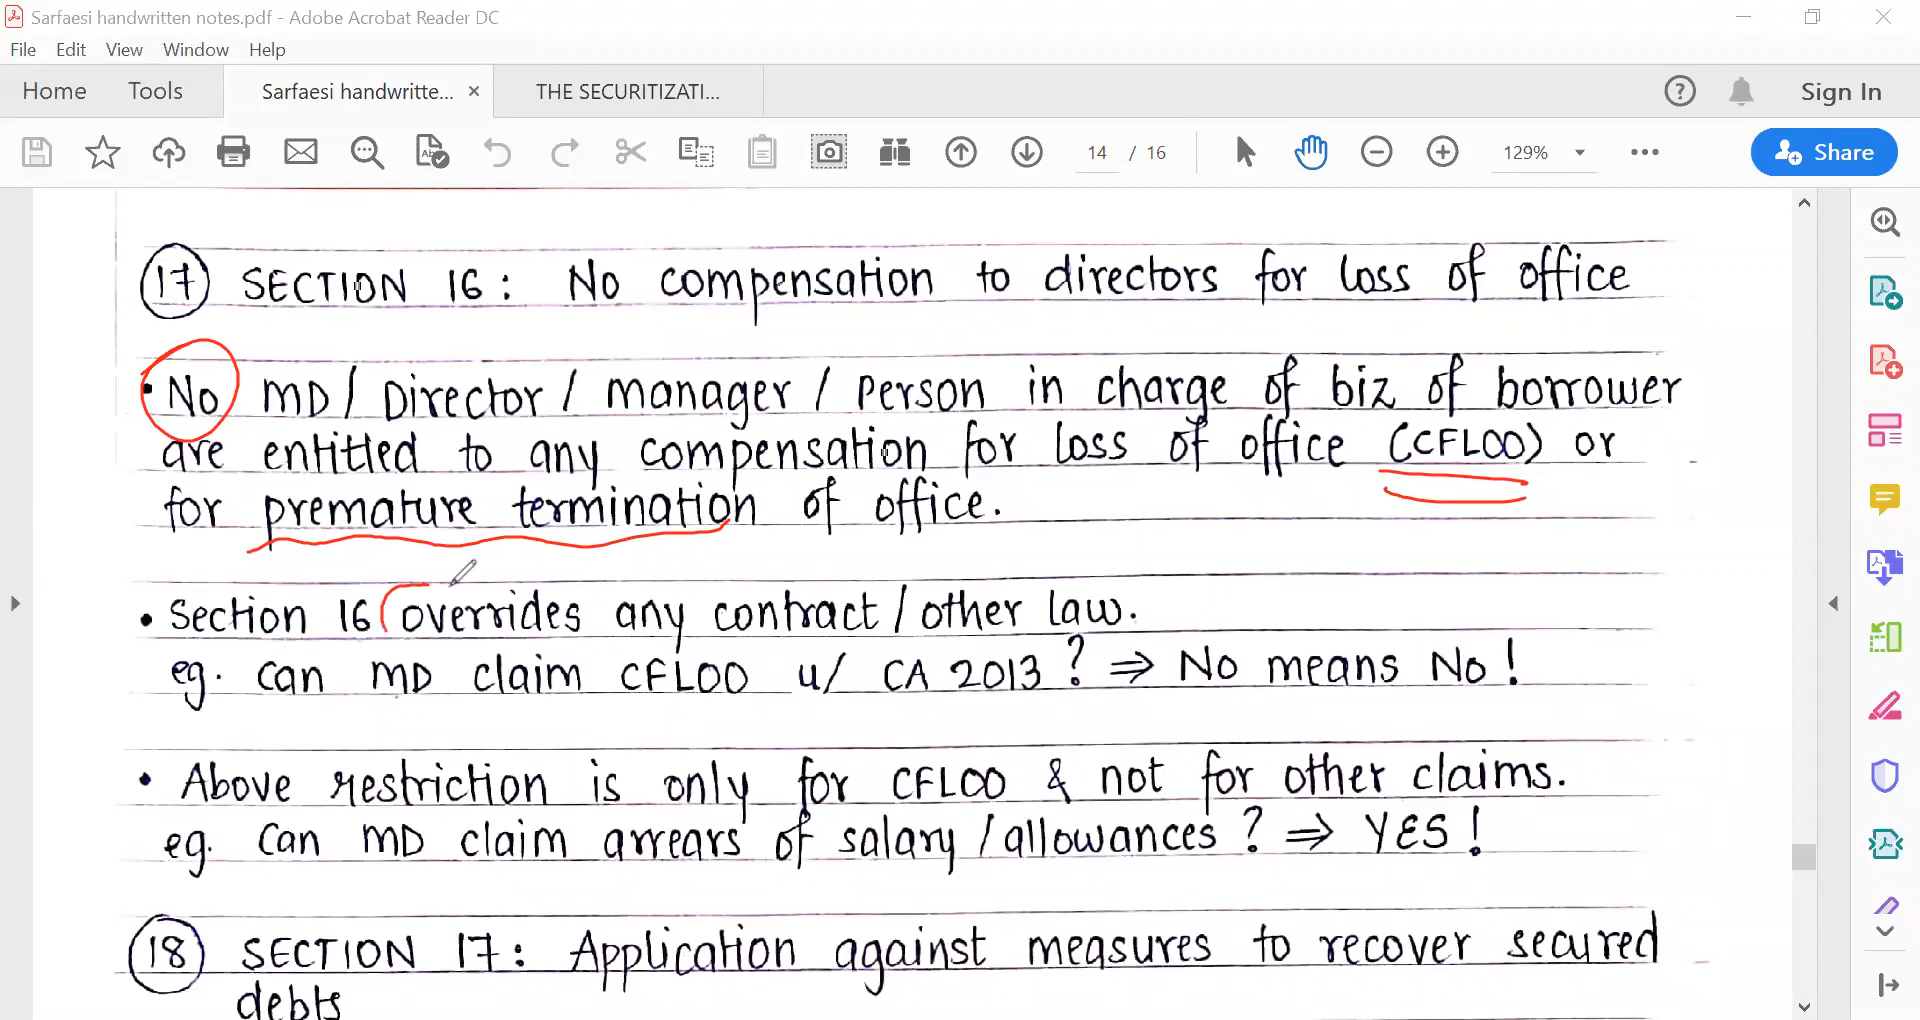 Sarfaesi handwritten notes.pdf - Adobe Acrobat Reader DC
File Edit View Window Help
Home Tools Sarfaesi handwritte... × THE SECURITIZATI... Sign In
14 / 16 129% Share
17 SECTION 16 : No compensation to directors for loss of office
• No MD / Director / manager / Person in charge of biz of borrower
are entitled to any compensation for loss of office (CFLOO) or
for premature termination of office.
• Section 16 overrides any contract / other law.
eg. Can MD claim CFLOO u/ CA 2013 ? ⇒ No means No !
• Above restriction is only for CFLOO & not for other claims.
eg. Can MD claim arrears of salary / allowances ? ⇒ YES !
18 SECTION 17 : Application against measures to recover secured
debts